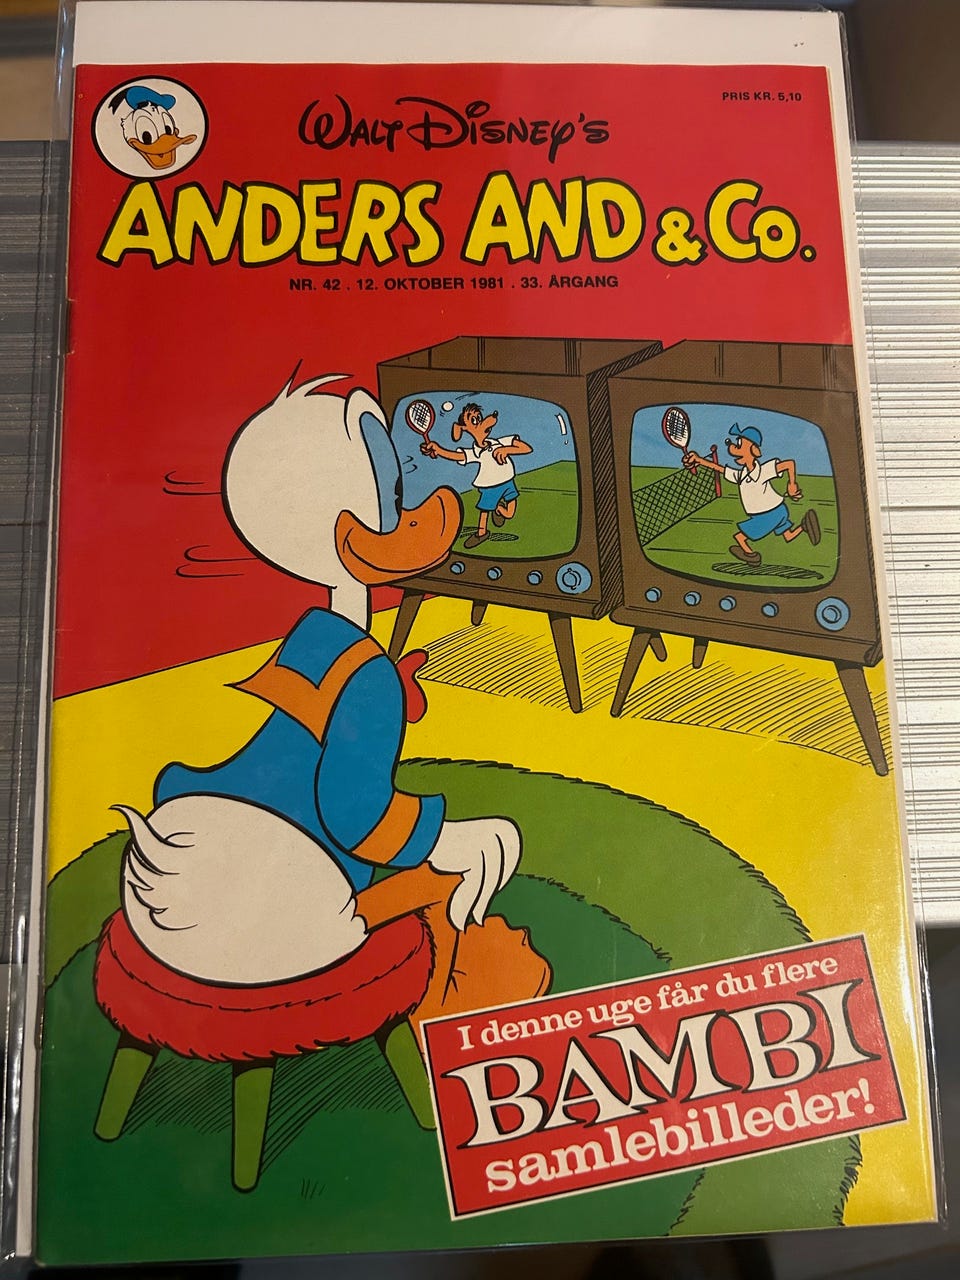 PRIS KR. 5,10
WALT DISNEY'S
ANDERS AND & Co.
NR. 42 . 12. OKTOBER 1981 . 33. ÅRGANG
I denne uge får du flere
BAMBI
samlebilleder!